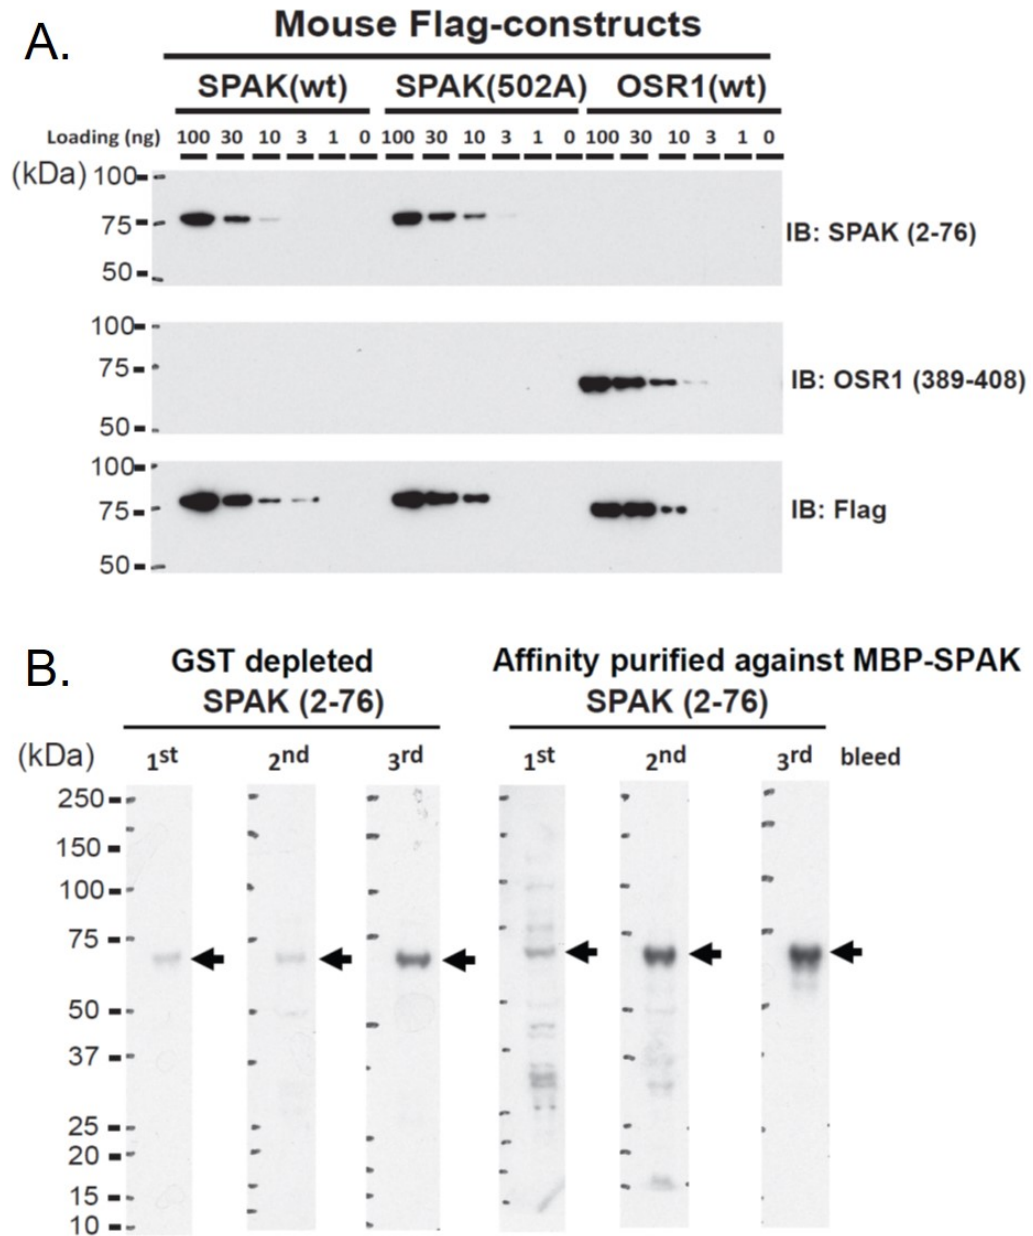 A.
Mouse Flag-constructs
SPAK(wt) SPAK(502A) OSR1(wt)
Loading (ng) 100 30 10 3 1 0 100 30 10 3 1 0 100 30 10 3 1 0
(kDa) 100
75
50
IB: SPAK (2-76)
100
75
50
IB: OSR1 (389-408)
100
75
50
IB: Flag
B.
GST depleted
SPAK (2-76)
Affinity purified against MBP-SPAK
SPAK (2-76)
(kDa) 1st 2nd 3rd 1st 2nd 3rd bleed
250
150
100
75
50
37
25
20
15
10